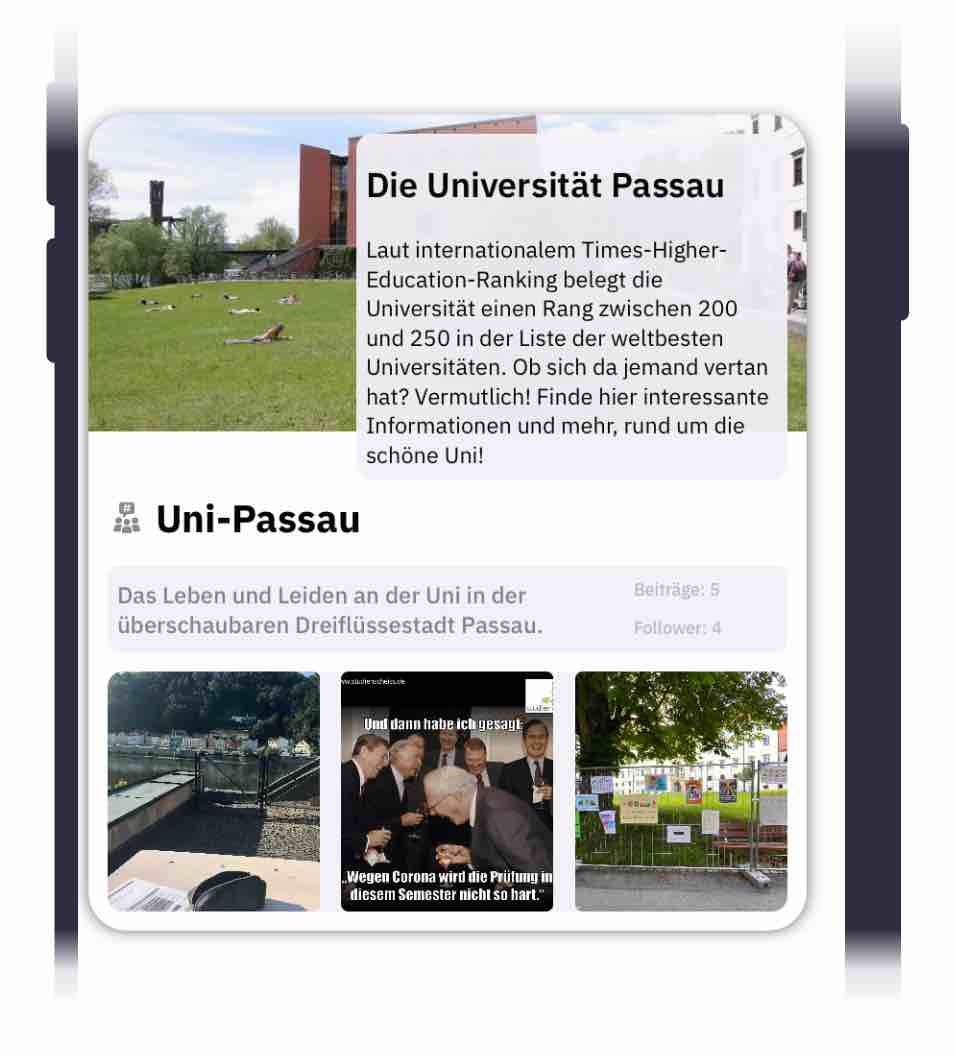 Die Universität Passau
Laut internationalem Times-Higher-
Education-Ranking belegt die
Universität einen Rang zwischen 200
und 250 in der Liste der weltbesten
Universitäten. Ob sich da jemand vertan
hat? Vermutlich! Finde hier interessante
Informationen und mehr, rund um die
schöne Uni!
# Uni-Passau
Das Leben und Leiden an der Uni in der
überschaubaren Dreiflüssestadt Passau.
Beiträge: 5
Follower: 4
Und dann habe ich gesagt:
„Wegen Corona wird die Prüfung in
diesem Semester nicht so hart."